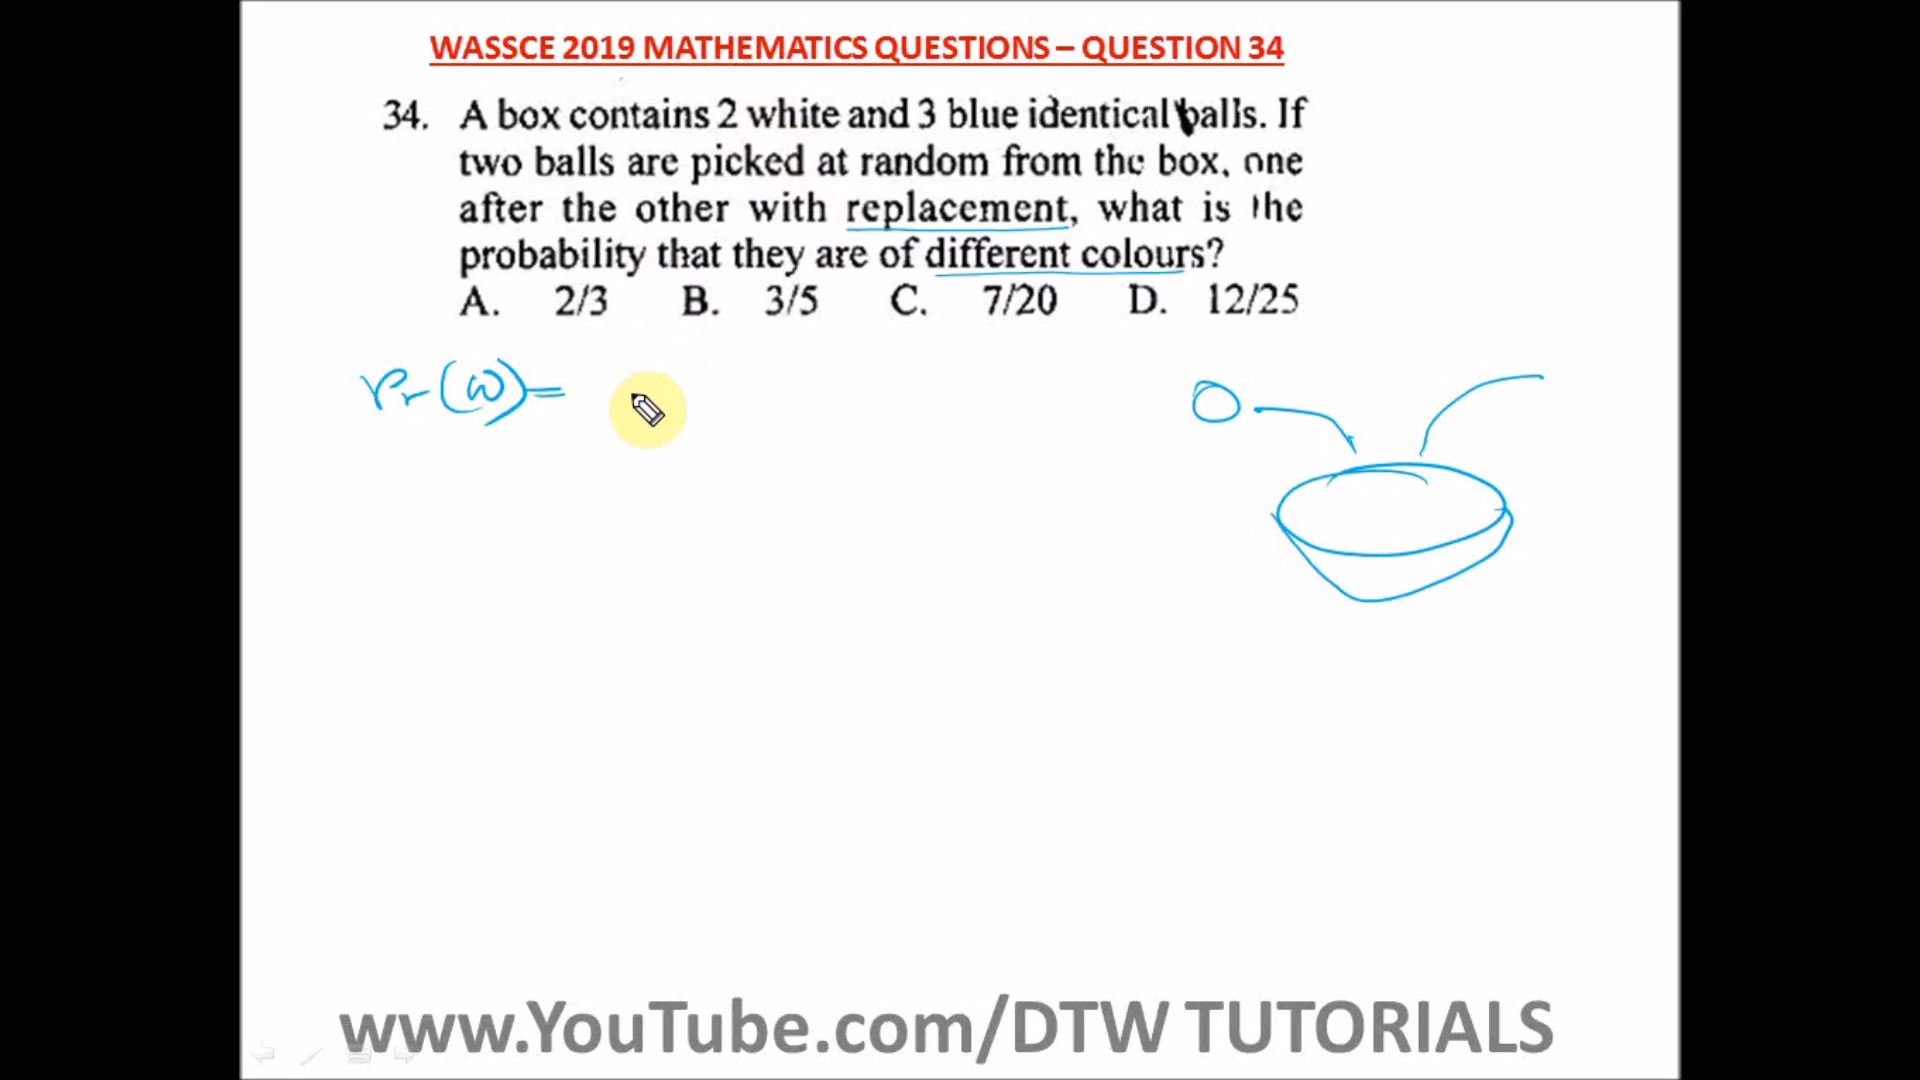 WASSCE 2019 MATHEMATICS QUESTIONS – QUESTION 34
34. A box contains 2 white and 3 blue identical balls. If
two balls are picked at random from the box, one
after the other with replacement, what is the
probability that they are of different colours?
A. 2/3 B. 3/5 C. 7/20 D. 12/25
Pr(W)=
www.YouTube.com/DTW TUTORIALS